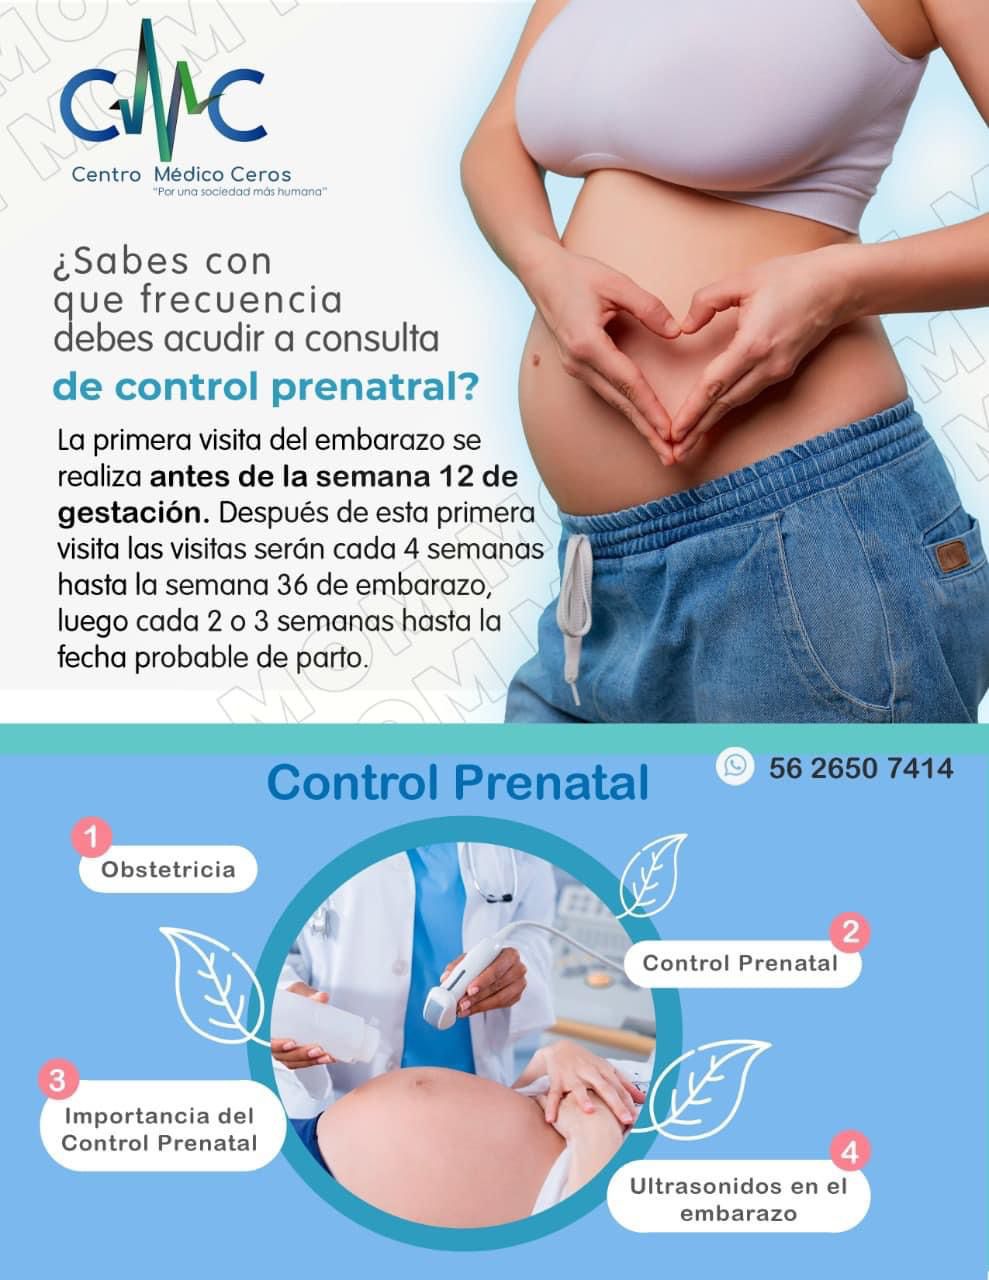 CMC
Centro Médico Ceros
"Por una sociedad más humana"
¿Sabes con
que frecuencia
debes acudir a consulta
de control prenatral?
La primera visita del embarazo se
realiza antes de la semana 12 de
gestación. Después de esta primera
visita las visitas serán cada 4 semanas
hasta la semana 36 de embarazo,
luego cada 2 o 3 semanas hasta la
fecha probable de parto.
MOM MOM
MOM MOM
56 2650 7414
Control Prenatal
1
Obstetricia
2
Control Prenatal
3
Importancia del
Control Prenatal
4
Ultrasonidos en el
embarazo